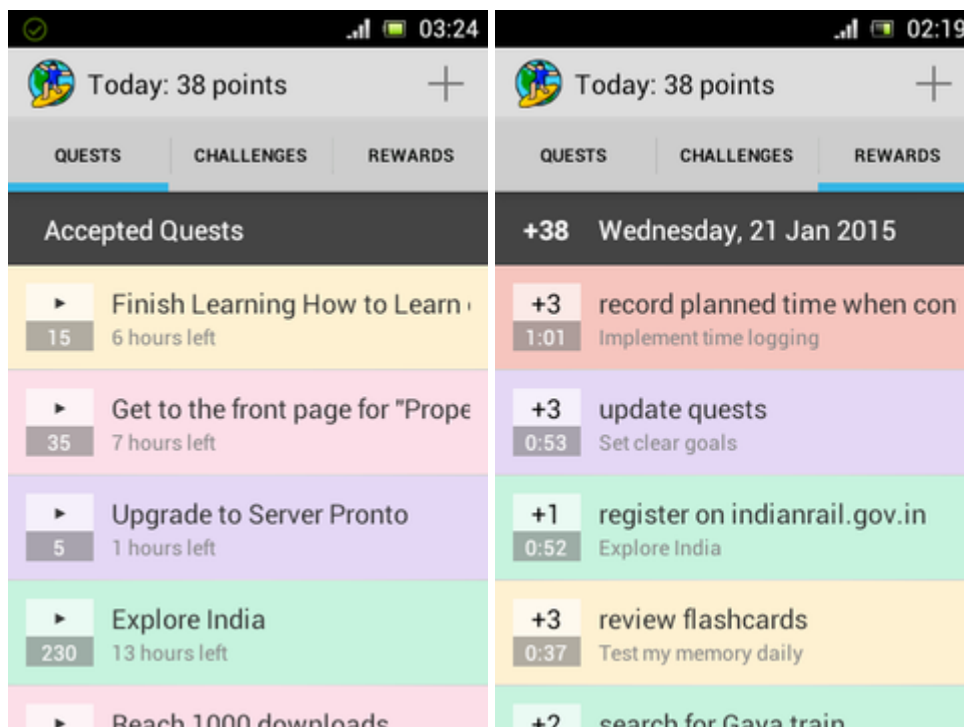 03:24
Today: 38 points
QUESTS CHALLENGES REWARDS
Accepted Quests
Finish Learning How to Learn
15 6 hours left
Get to the front page for "Prope
35 7 hours left
Upgrade to Server Pronto
5 1 hours left
Explore India
230 13 hours left
Reach 1000 downloads
02:19
Today: 38 points
QUESTS CHALLENGES REWARDS
+38 Wednesday, 21 Jan 2015
+3 record planned time when con
1:01 Implement time logging
+3 update quests
0:53 Set clear goals
+1 register on indianrail.gov.in
0:52 Explore India
+3 review flashcards
0:37 Test my memory daily
+2 search for Gaya train